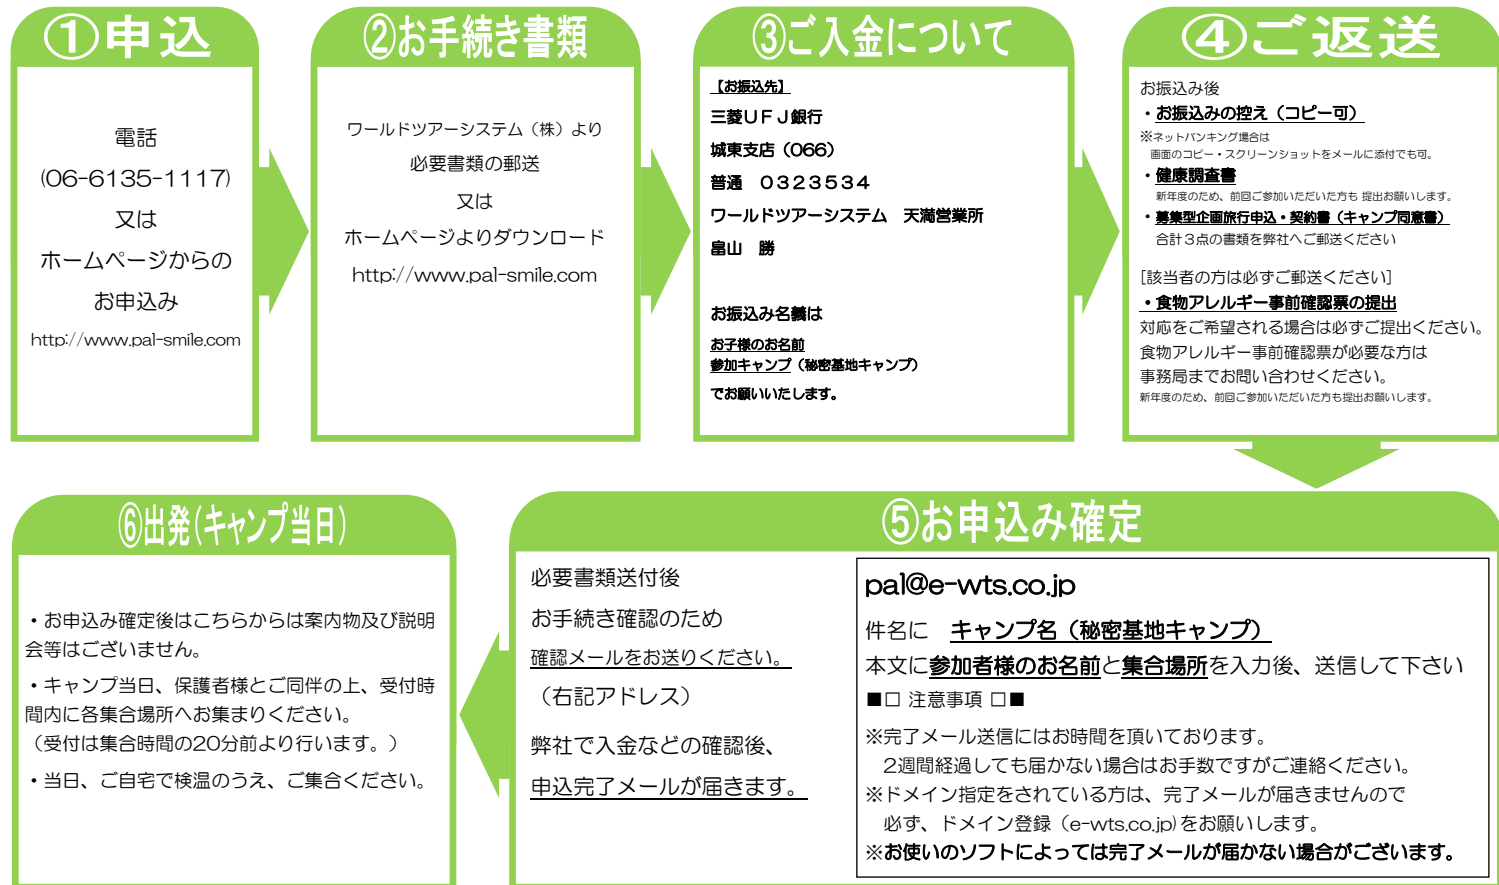 ①申込
電話
(06-6135-1117)
又は
ホームページからの
お申込み
http://www.pal-smile.com
②お手続き書類
ワールドツアーシステム（株）より
必要書類の郵送
又は
ホームページよりダウンロード
http://www.pal-smile.com
③ご入金について
【お振込先】
三菱ＵＦＪ銀行
城東支店（066）
普通　０３２３５３４
ワールドツアーシステム　天満営業所
畠山　勝
お振込み名義は
お子様のお名前
参加キャンプ（秘密基地キャンプ）
でお願いいたします。
④ご返送
お振込み後
・お振込みの控え（コピー可）
※ネットバンキング場合は
画面のコピー・スクリーンショットをメールに添付でも可。
・健康調査書
新年度のため、前回ご参加いただいた方も 提出お願いします。
・募集型企画旅行申込・契約書（キャンプ同意書）
合計３点の書類を弊社へご郵送ください
[該当者の方は必ずご郵送ください]
・食物アレルギー事前確認票の提出
対応をご希望される場合は必ずご提出ください。
食物アレルギー事前確認票が必要な方は
事務局までお問い合わせください。
新年度のため、前回ご参加いただいた方も提出お願いします。
⑤お申込み確定
必要書類送付後
お手続き確認のため
確認メールをお送りください。
（右記アドレス）
弊社で入金などの確認後、
申込完了メールが届きます。
pal@e-wts.co.jp
件名に　キャンプ名（秘密基地キャンプ）
本文に参加者様のお名前と集合場所を入力後、送信して下さい
■□ 注意事項 □■
※完了メール送信にはお時間を頂いております。
2週間経過しても届かない場合はお手数ですがご連絡ください。
※ドメイン指定をされている方は、完了メールが届きませんので
必ず、ドメイン登録（e-wts.co.jp)をお願いします。
※お使いのソフトによっては完了メールが届かない場合がございます。
⑥出発(キャンプ当日)
・お申込み確定後はこちらからは案内物及び説明
会等はございません。
・キャンプ当日、保護者様とご同伴の上、受付時
間内に各集合場所へお集まりください。
（受付は集合時間の20分前より行います。）
・当日、ご自宅で検温のうえ、ご集合ください。